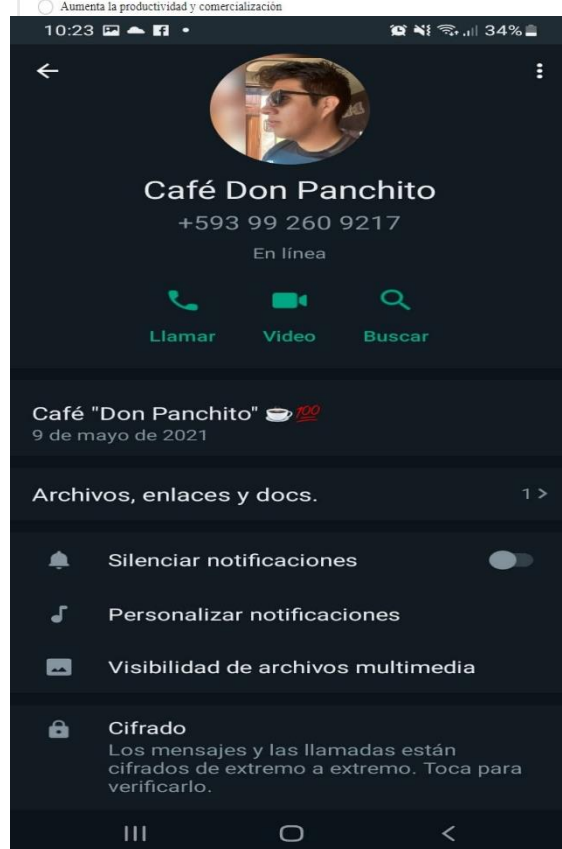 Aumenta la productividad y comercialización
10:23 34%
Café Don Panchito
+593 99 260 9217
En línea
Llamar Video Buscar
Café "Don Panchito" ☕💯
9 de mayo de 2021
Archivos, enlaces y docs. 1 >
Silenciar notificaciones
Personalizar notificaciones
Visibilidad de archivos multimedia
Cifrado
Los mensajes y las llamadas están
cifrados de extremo a extremo. Toca para
verificarlo.